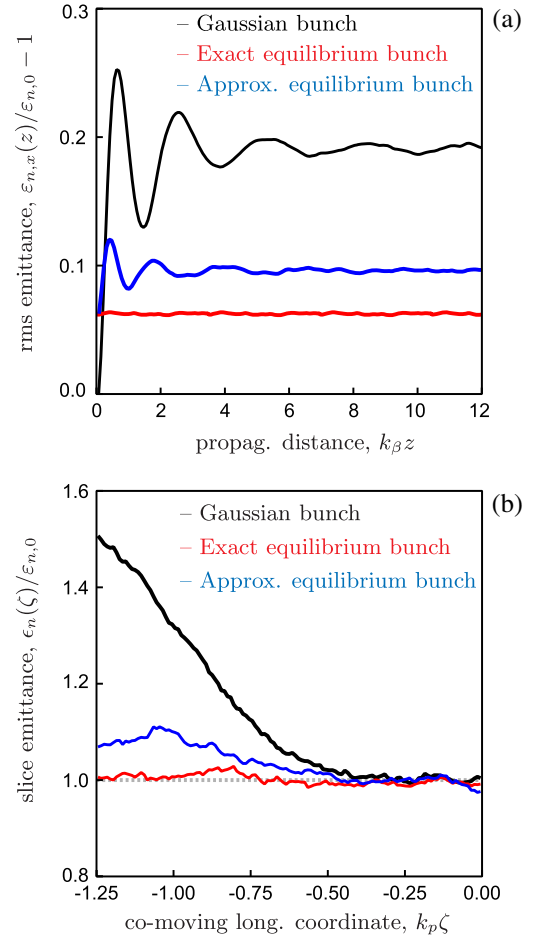 (a)
0.3
0.2
0.1
0.0
rms emittance, εn,x(z)/εn,0 − 1
– Gaussian bunch
– Exact equilibrium bunch
– Approx. equilibrium bunch
0 2 4 6 8 10 12
propag. distance, kβz
(b)
1.6
1.4
1.2
1.0
0.8
slice emittance, ϵn(ζ)/εn,0
– Gaussian bunch
– Exact equilibrium bunch
– Approx. equilibrium bunch
-1.25 -1.00 -0.75 -0.50 -0.25 0.00
co-moving long. coordinate, kpζ